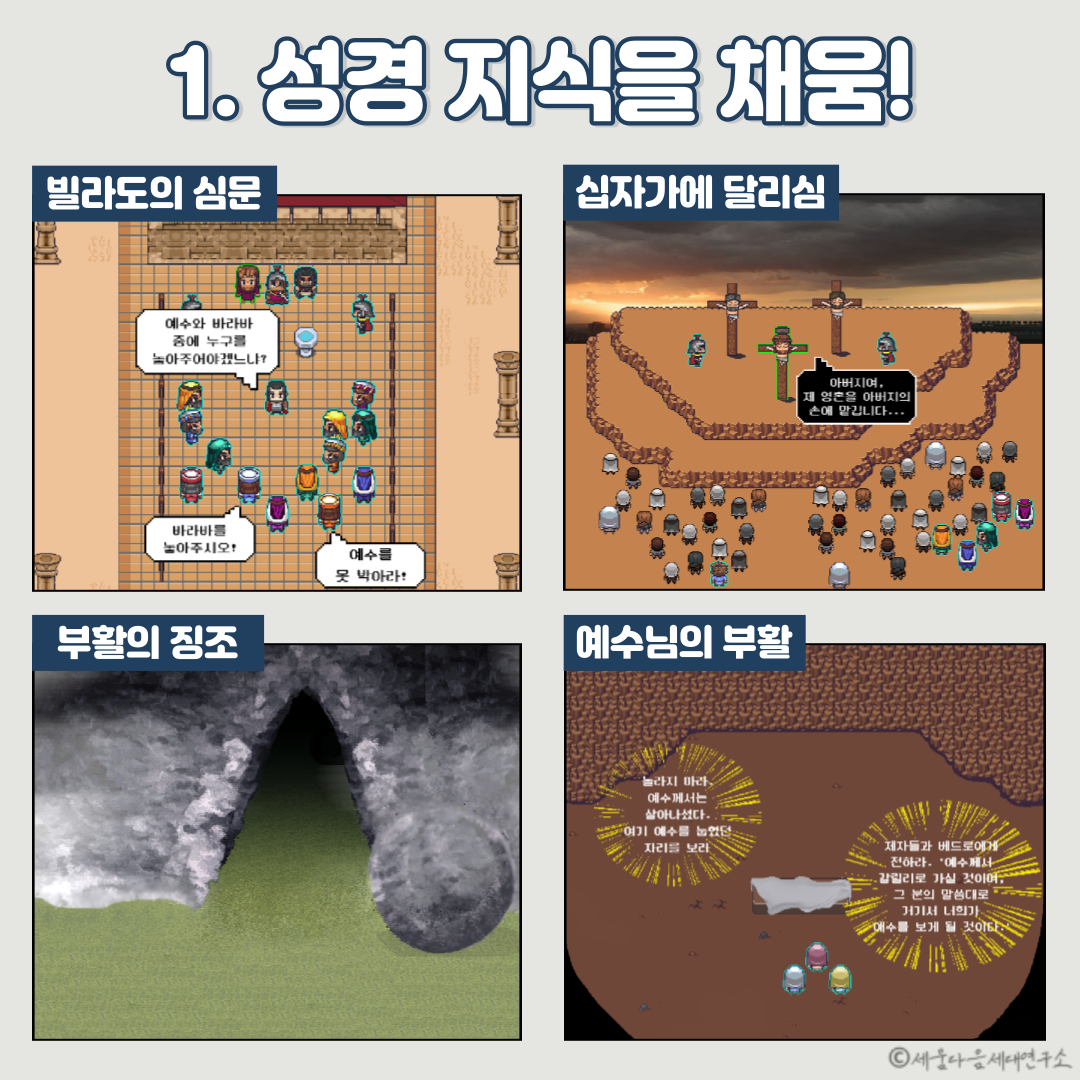 1. 성경 지식을 채움!
빌라도의 심문
예수와 바라바
중에 누구를
놓아주어야겠느냐?
바라바를
놓아주시오!
예수를
못 박아라!
십자가에 달리심
아버지여,
제 영혼을 아버지의
손에 맡깁니다...
부활의 징조
예수님의 부활
놀라지 마라.
예수께서는
살아나셨다.
여기 예수를 눕혔던
자리를 보라
제자들과 베드로에게
전하라. '예수께서
갈릴리로 가실 것이며,
그 분의 말씀대로
거기서 너희가
예수를 보게 될 것이다.'
©세움다음세대연구소